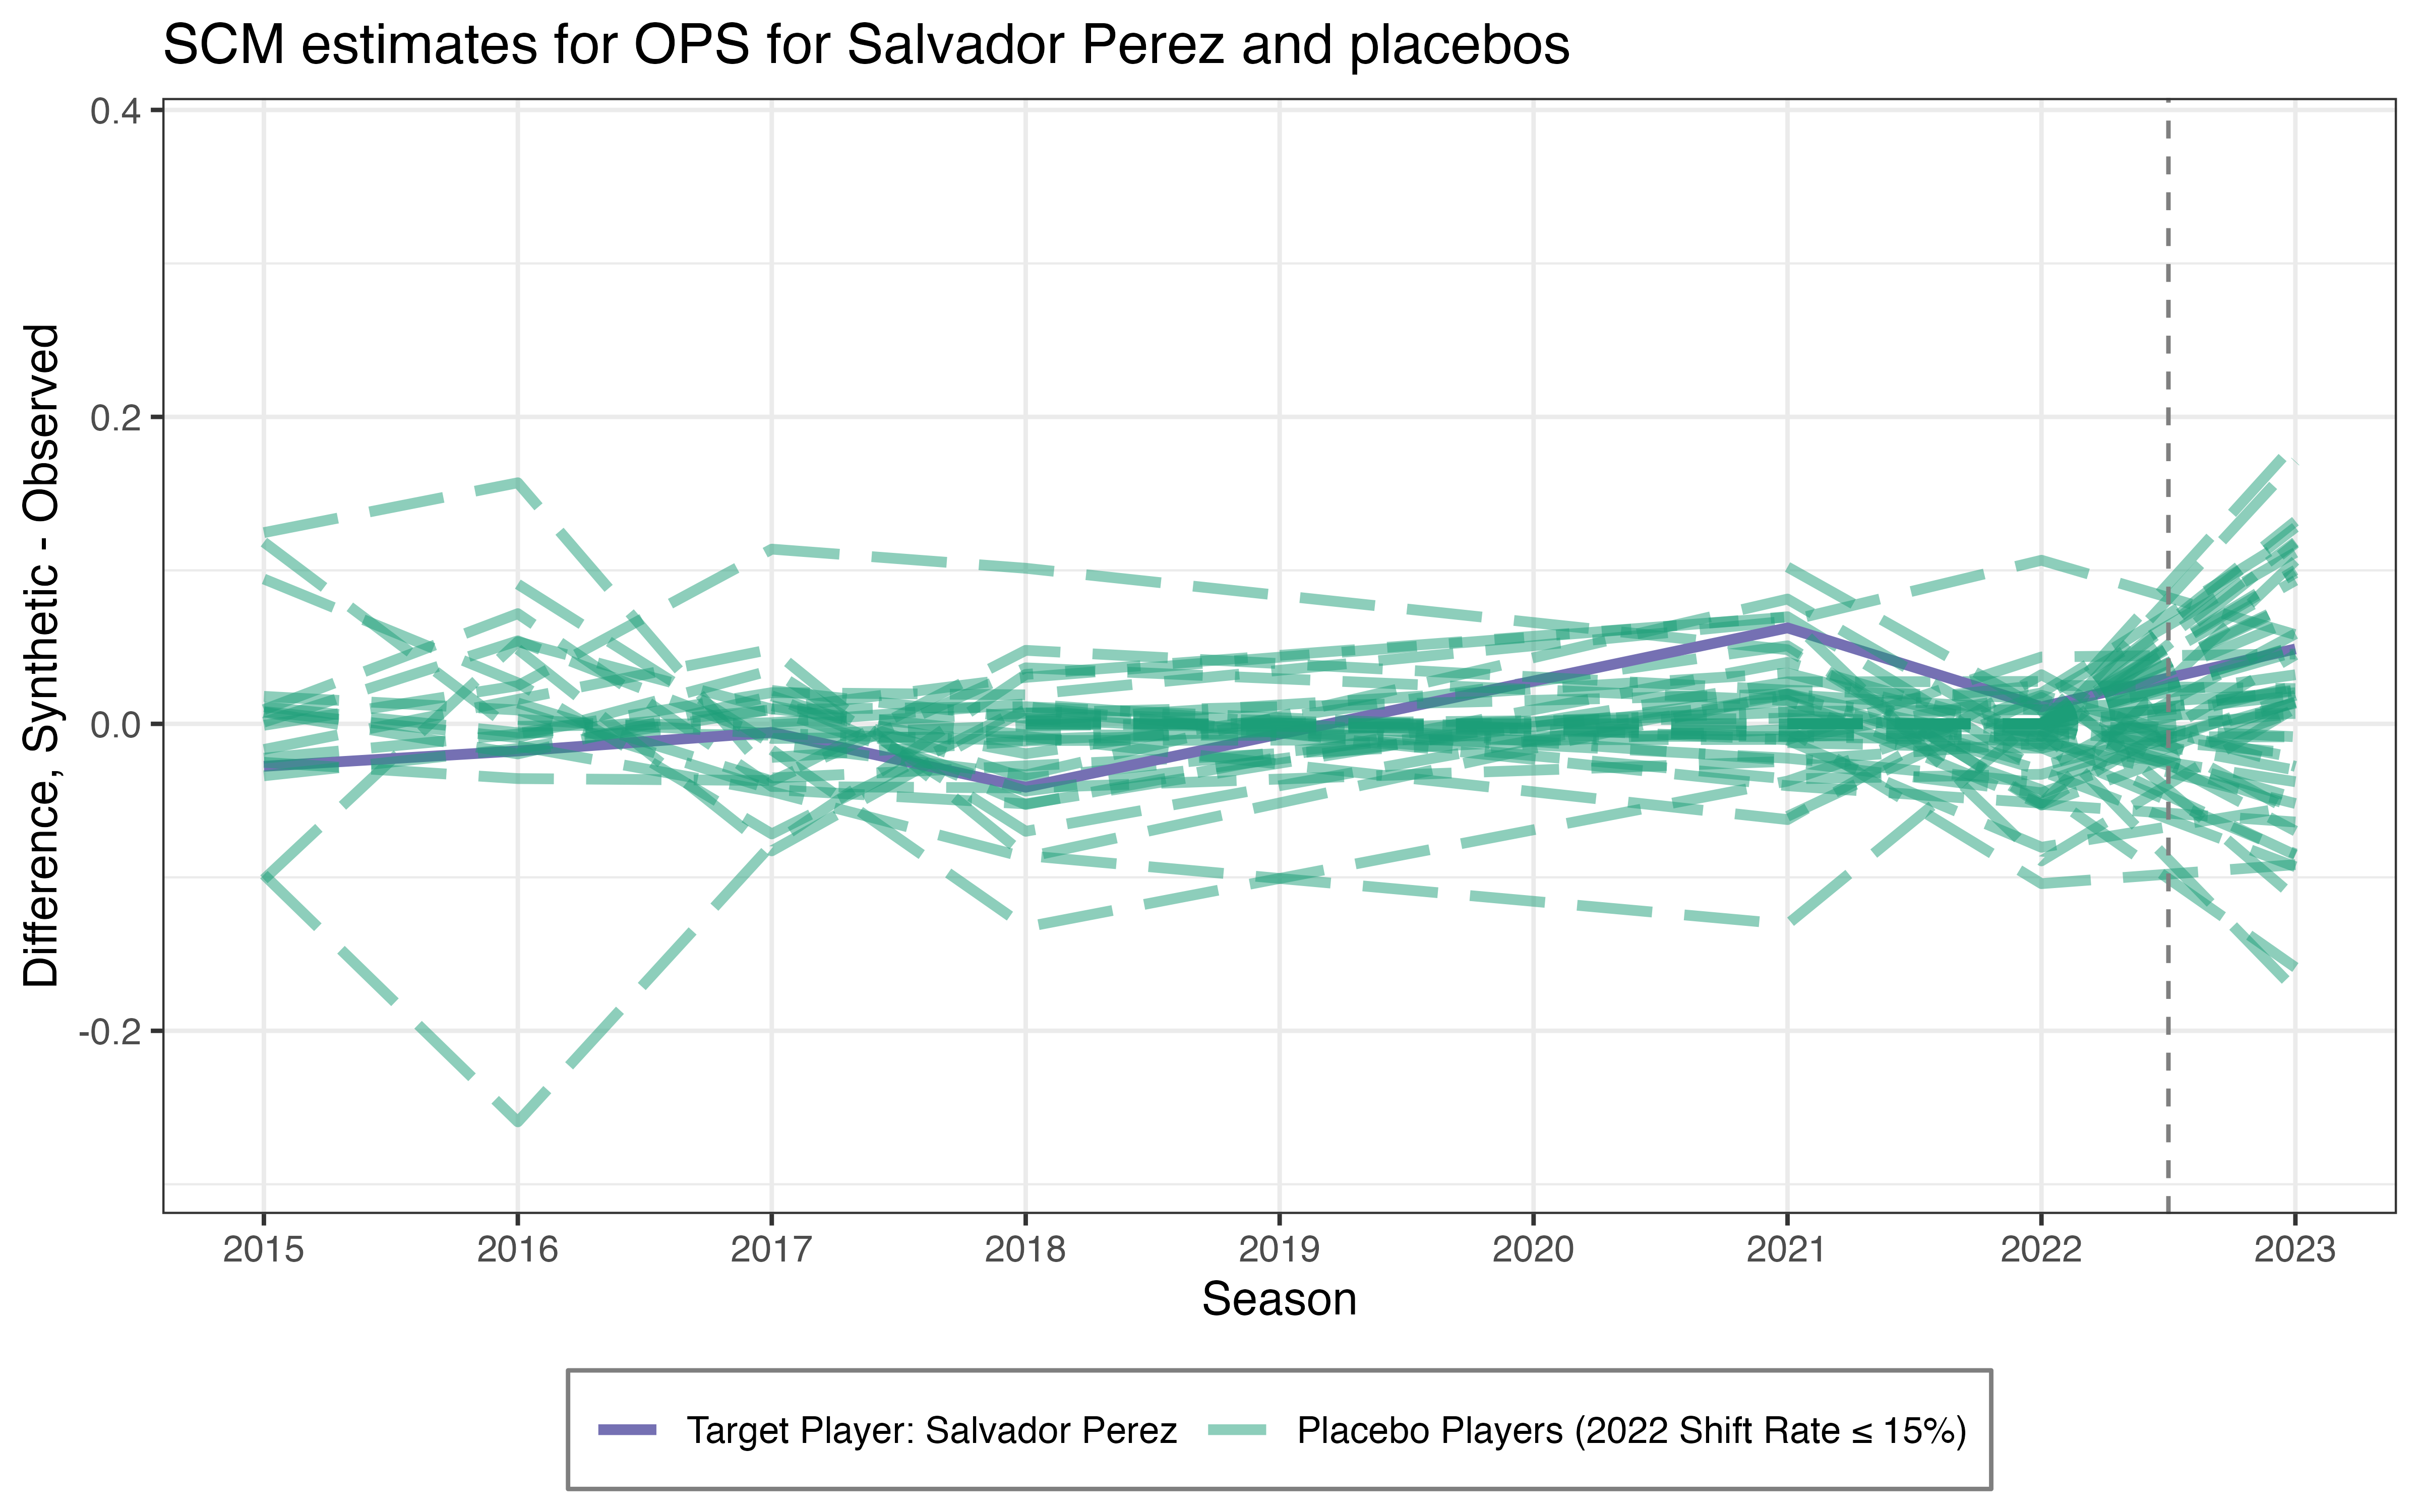 SCM estimates for OPS for Salvador Perez and placebos
Difference, Synthetic - Observed
0.4
0.2
0.0
-0.2
2015 2016 2017 2018 2019 2020 2021 2022 2023
Season
Target Player: Salvador Perez Placebo Players (2022 Shift Rate ≤ 15%)